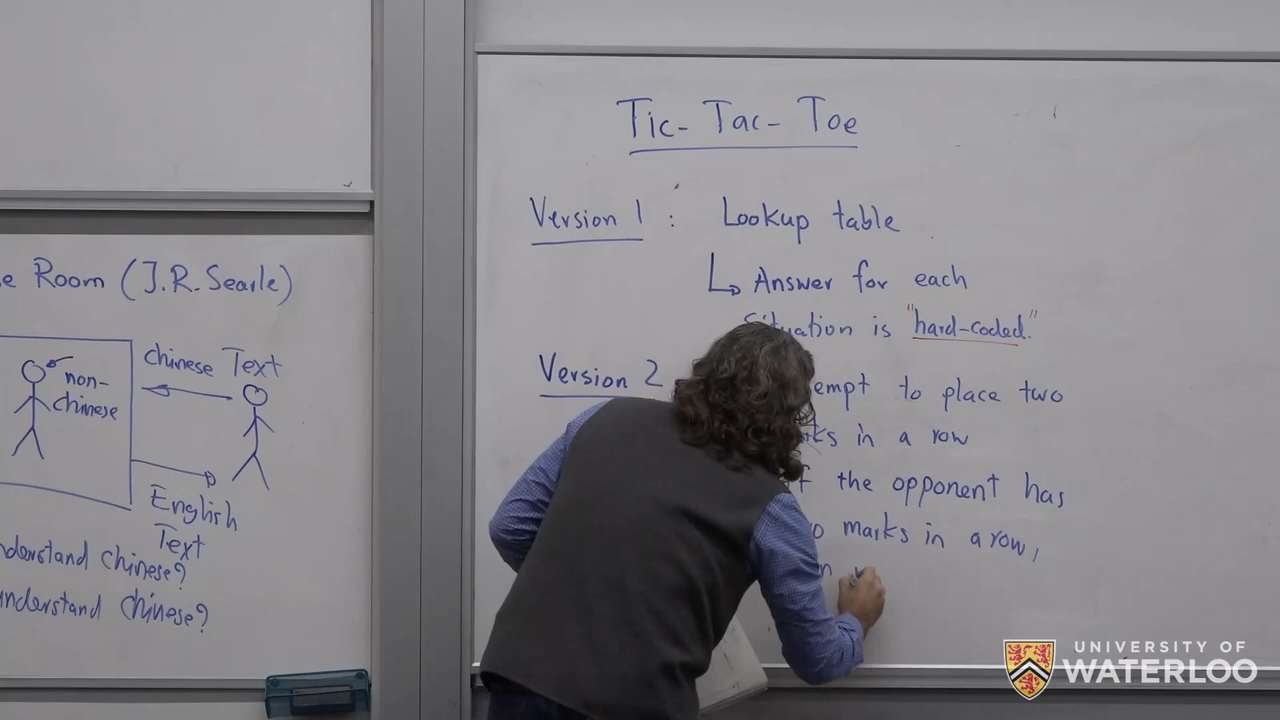 e Room (J.R. Searle)
non-
chinese
chinese Text
English
Text
nderstand chinese?
understand chinese?
Tic-Tac-Toe
Version 1 : Lookup table
Answer for each
Situation is "hard-coded."
Version 2 empt to place two
ks in a row
f the opponent has
o marks in a row,
n
UNIVERSITY OF
WATERLOO